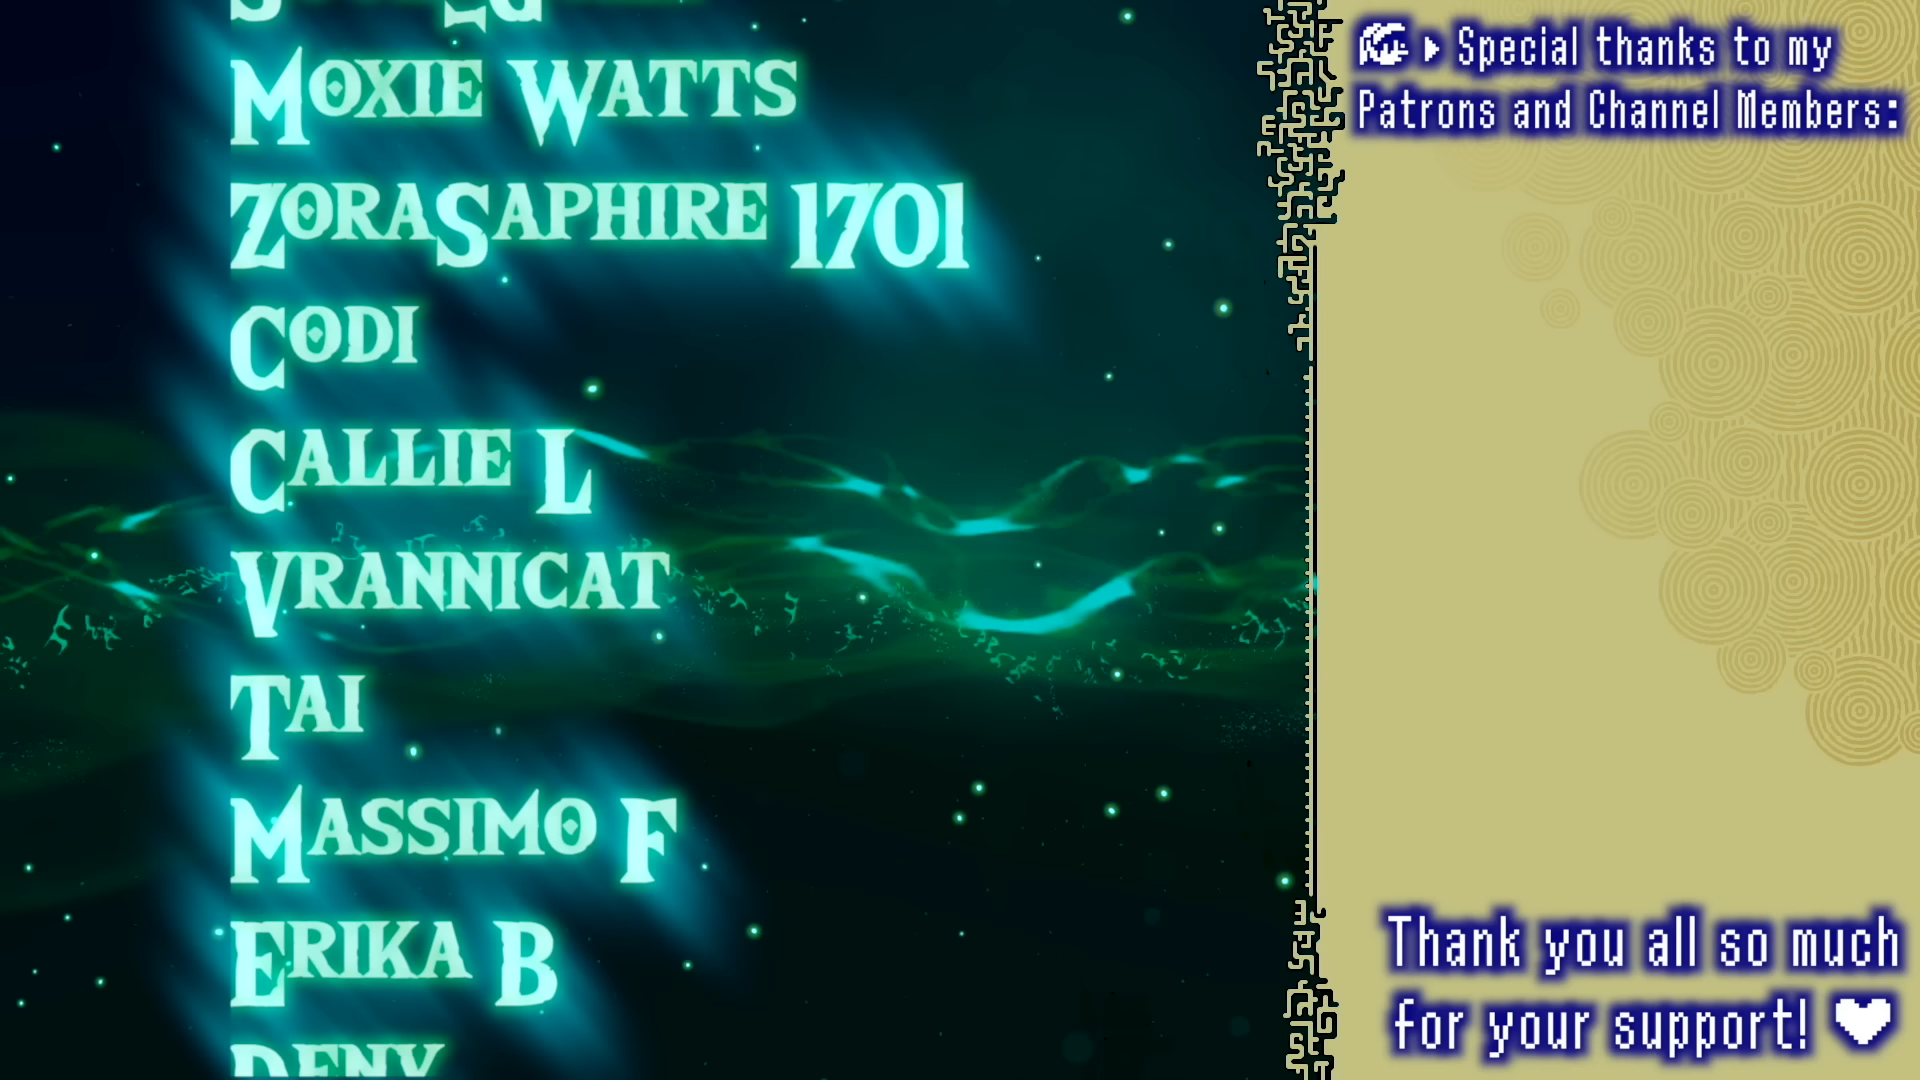 Moxie Watts
ZoraSaphire 1701
Codi
Callie L
Vrannicat
Tai
Massimo F
Erika B
Deny
Special thanks to my
Patrons and Channel Members:
Thank you all so much
for your support!